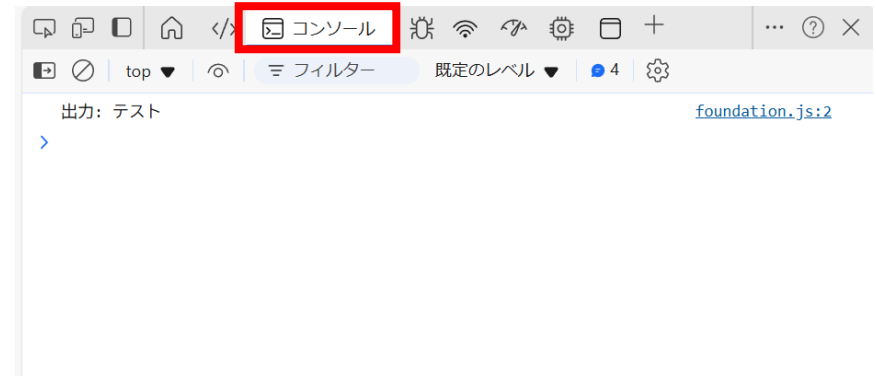 コンソール
top ▼ フィルター 既定のレベル ▼ 4
出力: テスト foundation.js:2
>